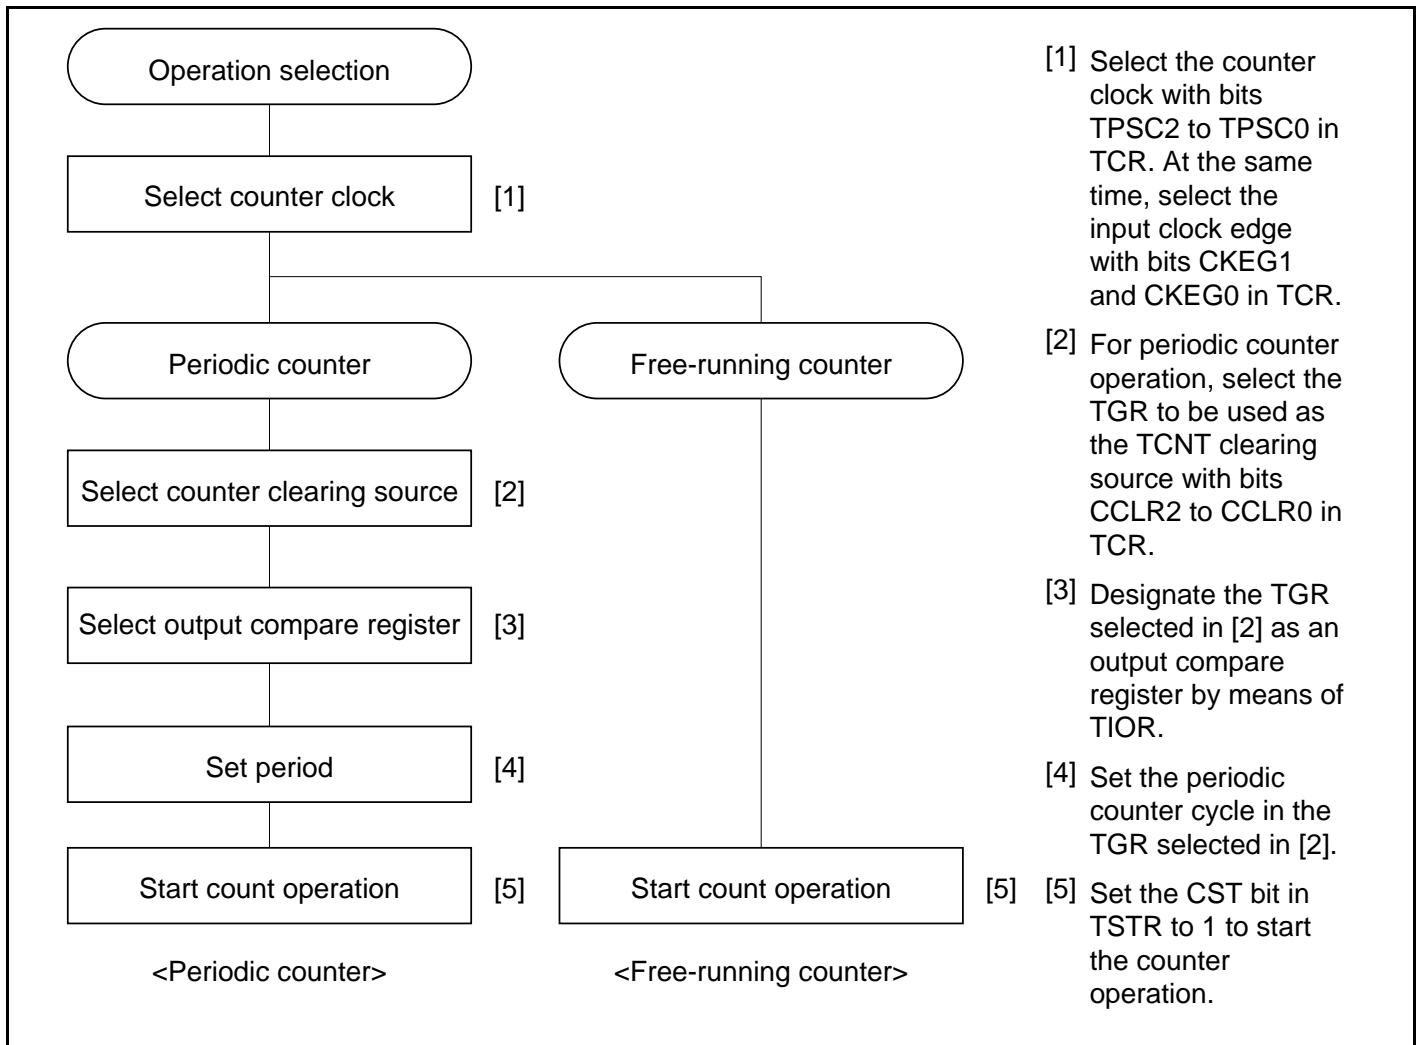 Operation selection
Select counter clock
[1]
Periodic counter
Free-running counter
Select counter clearing source
[2]
Select output compare register
[3]
Set period
[4]
Start count operation
[5]
Start count operation
[5]
<Periodic counter>
<Free-running counter>
[1] Select the counter
clock with bits
TPSC2 to TPSC0 in
TCR. At the same
time, select the
input clock edge
with bits CKEG1
and CKEG0 in TCR.
[2] For periodic counter
operation, select the
TGR to be used as
the TCNT clearing
source with bits
CCLR2 to CCLR0 in
TCR.
[3] Designate the TGR
selected in [2] as an
output compare
register by means of
TIOR.
[4] Set the periodic
counter cycle in the
TGR selected in [2].
[5] Set the CST bit in
TSTR to 1 to start
the counter
operation.